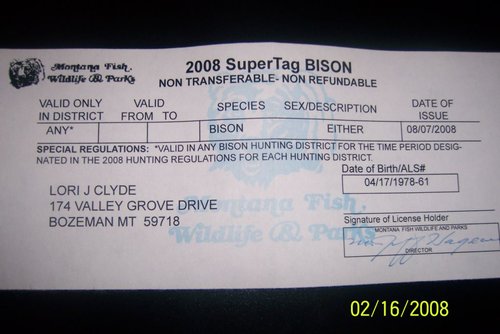 Montana Fish,
Wildlife & Parks
2008 SuperTag BISON
NON TRANSFERABLE- NON REFUNDABLE
VALID ONLY IN DISTRICT VALID FROM TO SPECIES SEX/DESCRIPTION DATE OF ISSUE
ANY* BISON EITHER 08/07/2008
SPECIAL REGULATIONS: *VALID IN ANY BISON HUNTING DISTRICT FOR THE TIME PERIOD DESIG-
NATED IN THE 2008 HUNTING REGULATIONS FOR EACH HUNTING DISTRICT.
Date of Birth/ALS#
04/17/1978-61
LORI J CLYDE
174 VALLEY GROVE DRIVE
BOZEMAN MT 59718
Montana Fish,
Wildlife & Parks
Signature of License Holder
MONTANA FISH WILDLIFE AND PARKS
DIRECTOR
02/16/2008